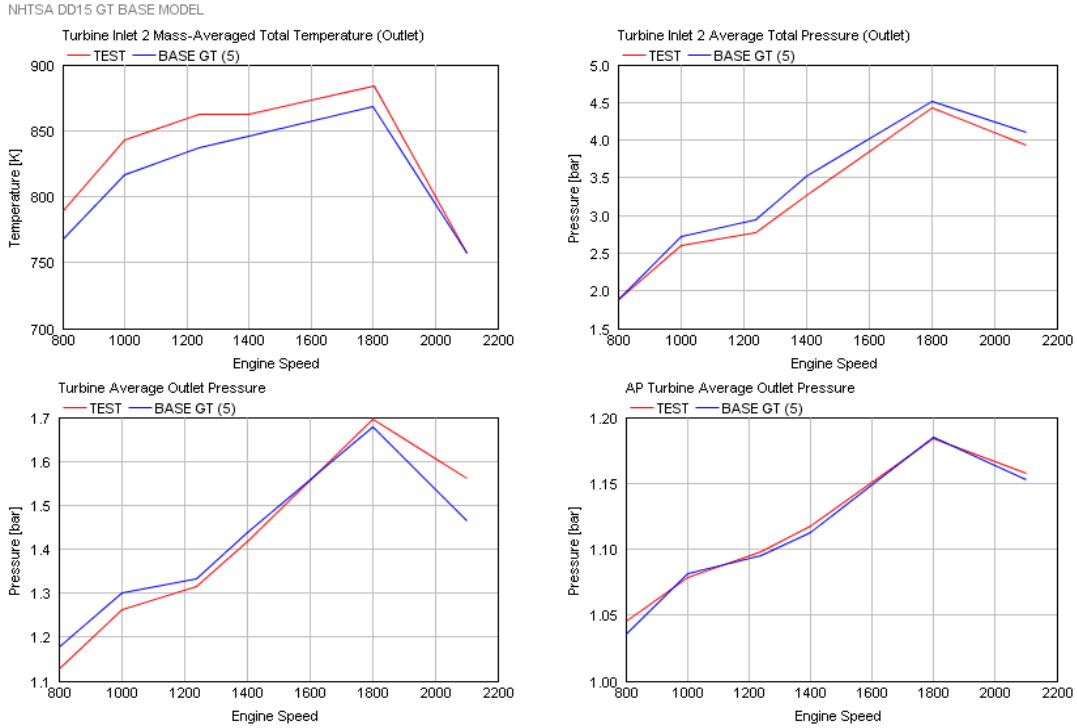 NHTSA DD15 GT BASE MODEL
Turbine Inlet 2 Mass-Averaged Total Temperature (Outlet)
TEST BASE GT (5)
900
850
800
750
700
Temperature [K]
800 1000 1200 1400 1600 1800 2000 2200
Engine Speed
Turbine Inlet 2 Average Total Pressure (Outlet)
TEST BASE GT (5)
5.0
4.5
4.0
3.5
3.0
2.5
2.0
1.5
Pressure [bar]
800 1000 1200 1400 1600 1800 2000 2200
Engine Speed
Turbine Average Outlet Pressure
TEST BASE GT (5)
1.7
1.6
1.5
1.4
1.3
1.2
1.1
Pressure [bar]
800 1000 1200 1400 1600 1800 2000 2200
Engine Speed
AP Turbine Average Outlet Pressure
TEST BASE GT (5)
1.20
1.15
1.10
1.05
1.00
Pressure [bar]
800 1000 1200 1400 1600 1800 2000 2200
Engine Speed